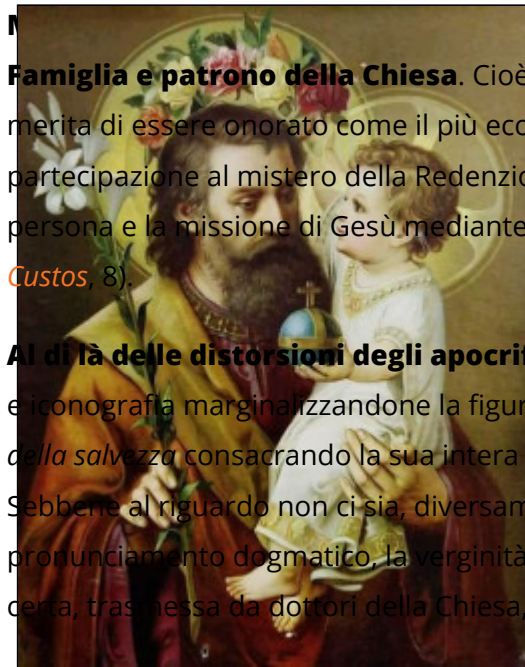 Famiglia e patrono della Chiesa. Cioè
merita di essere onorato come il più ecc
partecipazione al mistero della Redenzio
persona e la missione di Gesù mediante
Custos, 8).
Al di là delle distorsioni degli apocrif
e iconografia marginalizzandone la figur
della salvezza consacrando la sua intera
Sebbene al riguardo non ci sia, diversam
pronunciamento dogmatico, la verginità
certa, trasmessa da dottori della Chiesa,